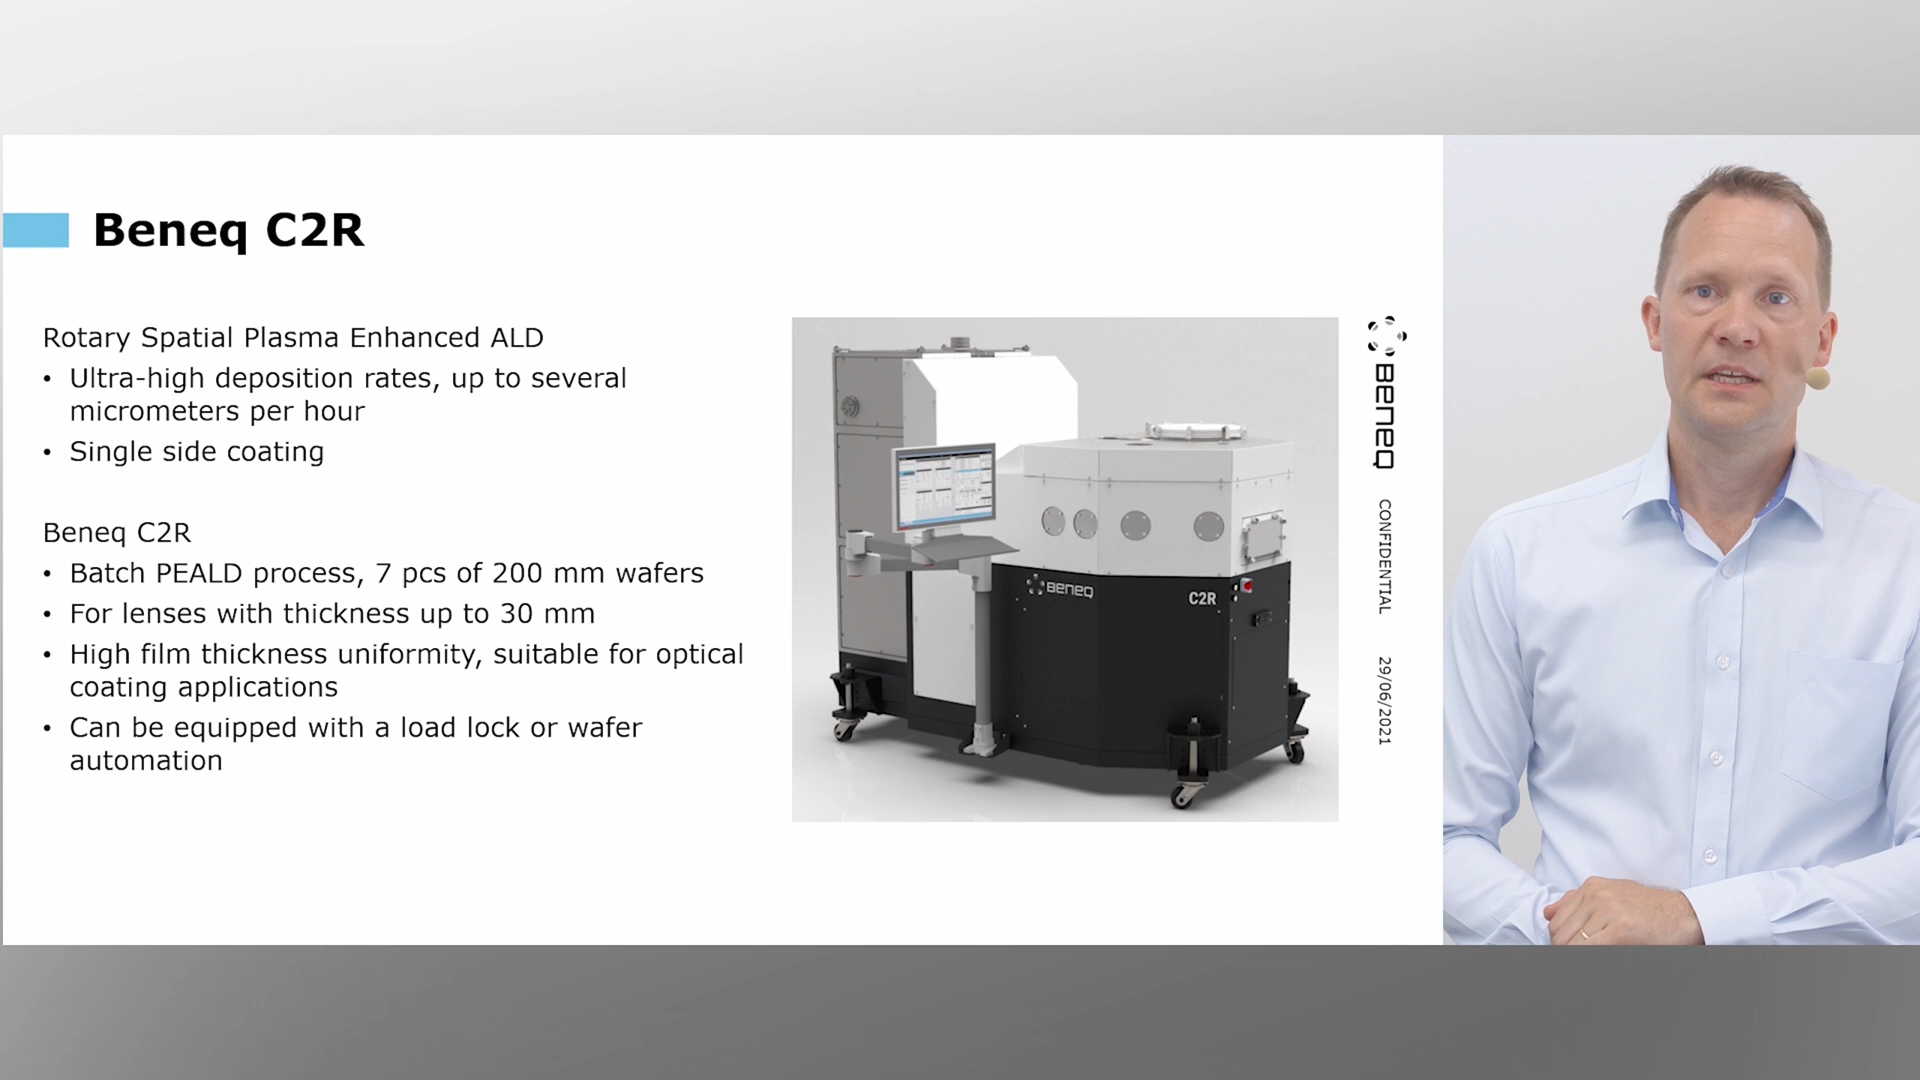 Beneq C2R
Rotary Spatial Plasma Enhanced ALD
• Ultra-high deposition rates, up to several
micrometers per hour
• Single side coating
Beneq C2R
• Batch PEALD process, 7 pcs of 200 mm wafers
• For lenses with thickness up to 30 mm
• High film thickness uniformity, suitable for optical
coating applications
• Can be equipped with a load lock or wafer
automation
BENEQ
C2R
BENEQ
CONFIDENTIAL
29/06/2021